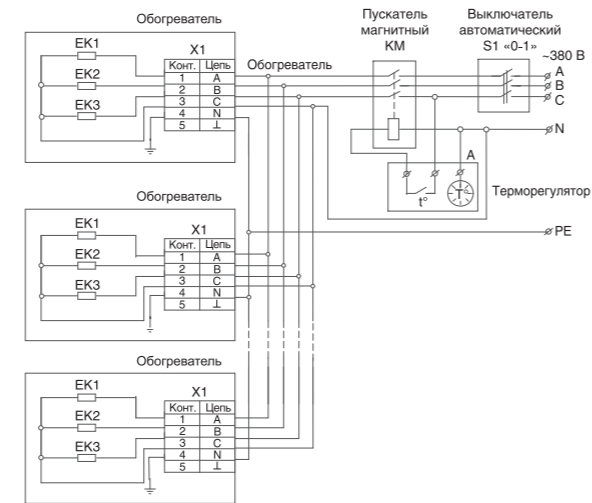 Обогреватель
EK1
EK2
EK3
X1
Конт. Цепь
1 A
2 B
3 C
4 N
5 ⊥
Обогреватель
Пускатель
магнитный
KM
Выключатель
автоматический
S1 «0-1»
~380 В
A
B
C
N
A
t°
T°
Терморегулятор
PE
Обогреватель
EK1
EK2
EK3
X1
Конт. Цепь
1 A
2 B
3 C
4 N
5 ⊥
Обогреватель
EK1
EK2
EK3
X1
Конт. Цепь
1 A
2 B
3 C
4 N
5 ⊥